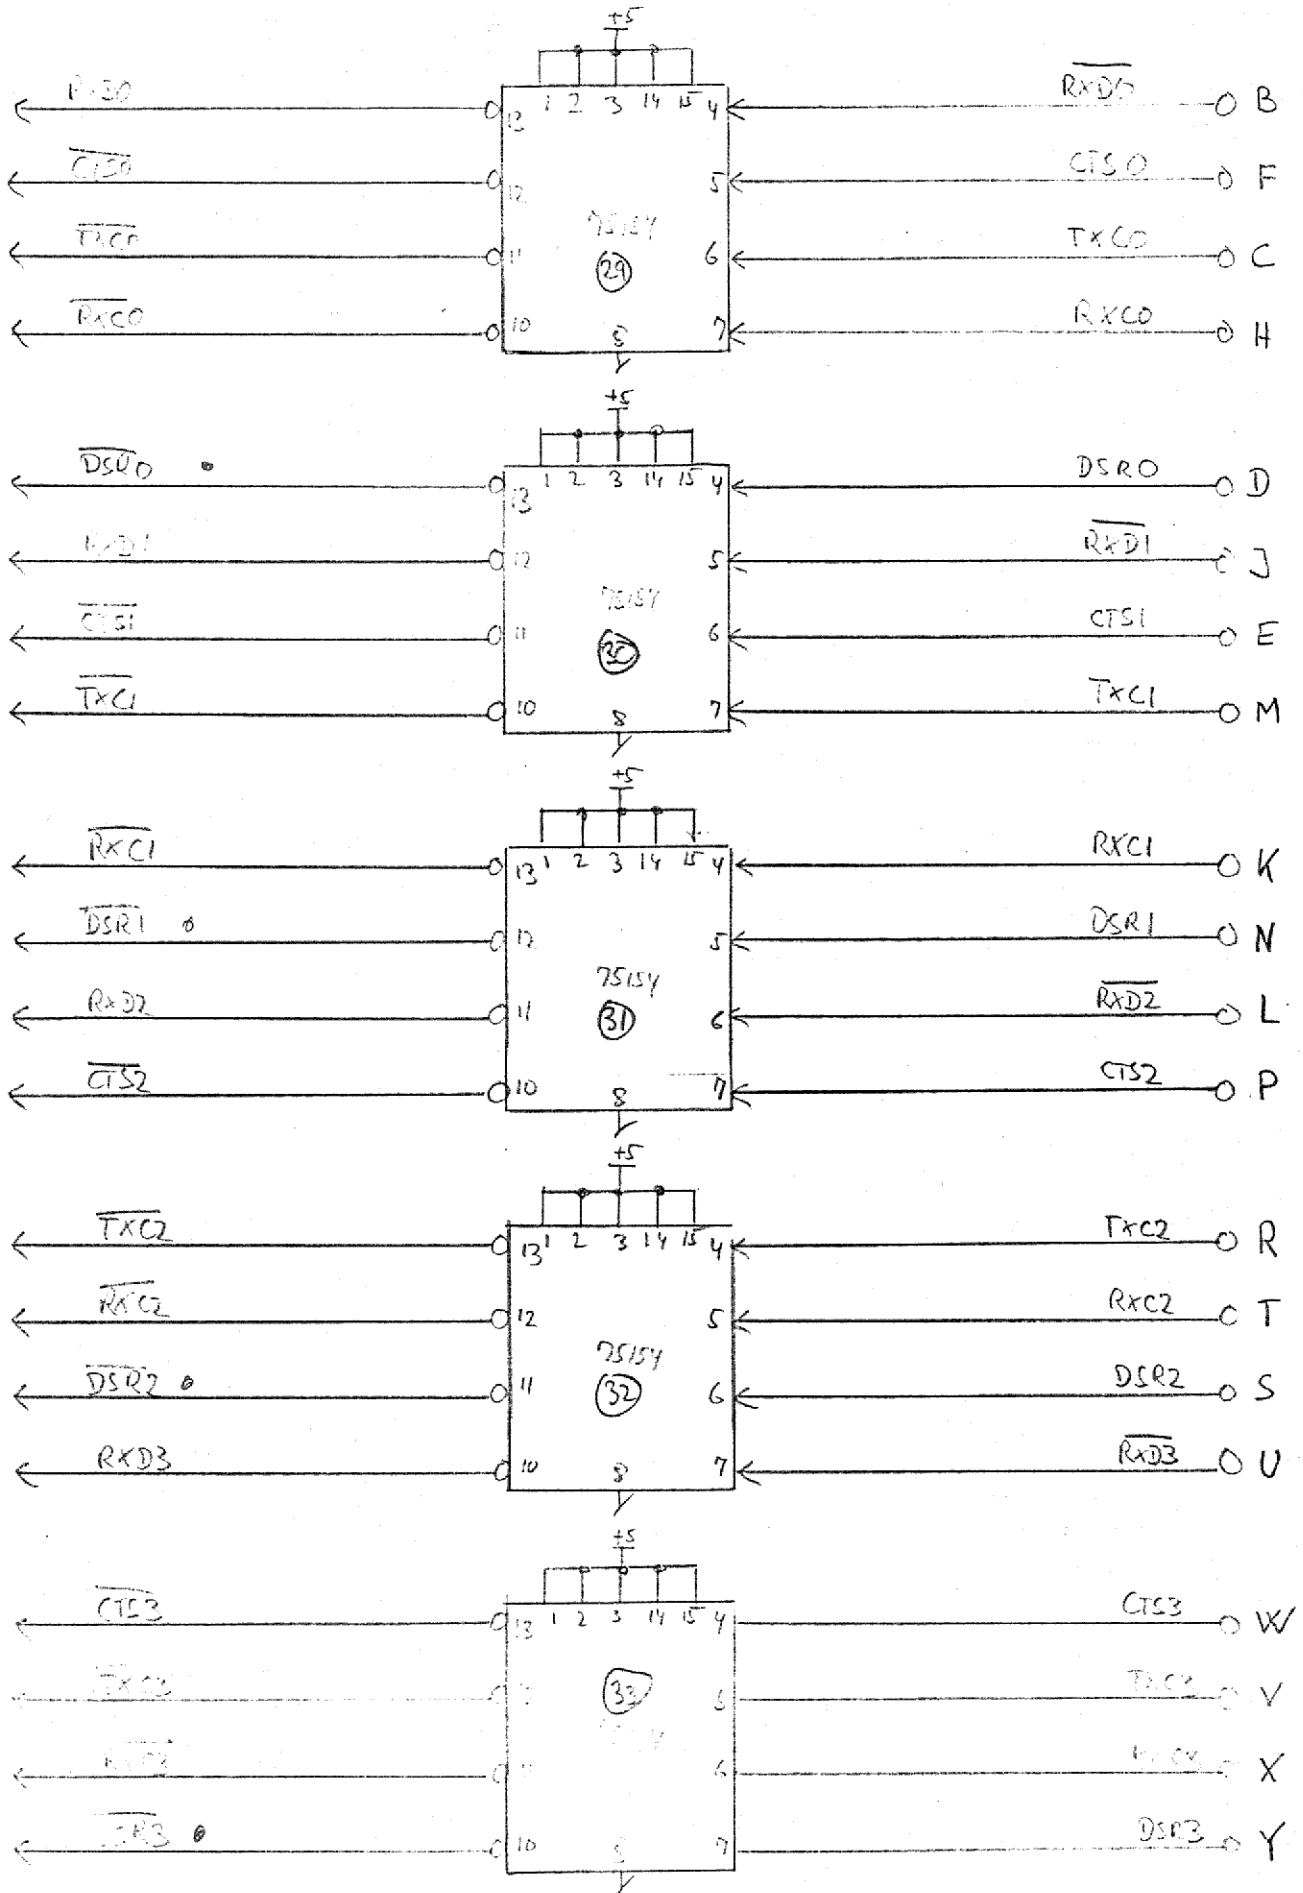 +5
1 2 3 14 15
13 4 RXD0 B
CTS0 12 5 CTS0 F
75154
TXC0 11 6 TXC0 C
29
RXC0 10 8 7 RXC0 H
+5
1 2 3 14 15
DSR0 13 4 DSR0 D
RXD1 12 5 RXD1 J
75154
CTS1 11 6 CTS1 E
30
TXC1 10 8 7 TXC1 M
+5
1 2 3 14 15
RXC1 13 4 RXC1 K
DSR1 12 5 DSR1 N
75154
RXD2 11 6 RXD2 L
31
CTS2 10 8 7 CTS2 P
+5
1 2 3 14 15
TXC2 13 4 TXC2 R
RXC2 12 5 RXC2 T
75154
DSR2 11 6 DSR2 S
32
RXD3 10 8 7 RXD3 U
+5
1 2 3 14 15
CTS3 13 4 CTS3 W
TXC3 5 TXC3 V
33
6 X
DSR3 10 8 7 DSR3 Y